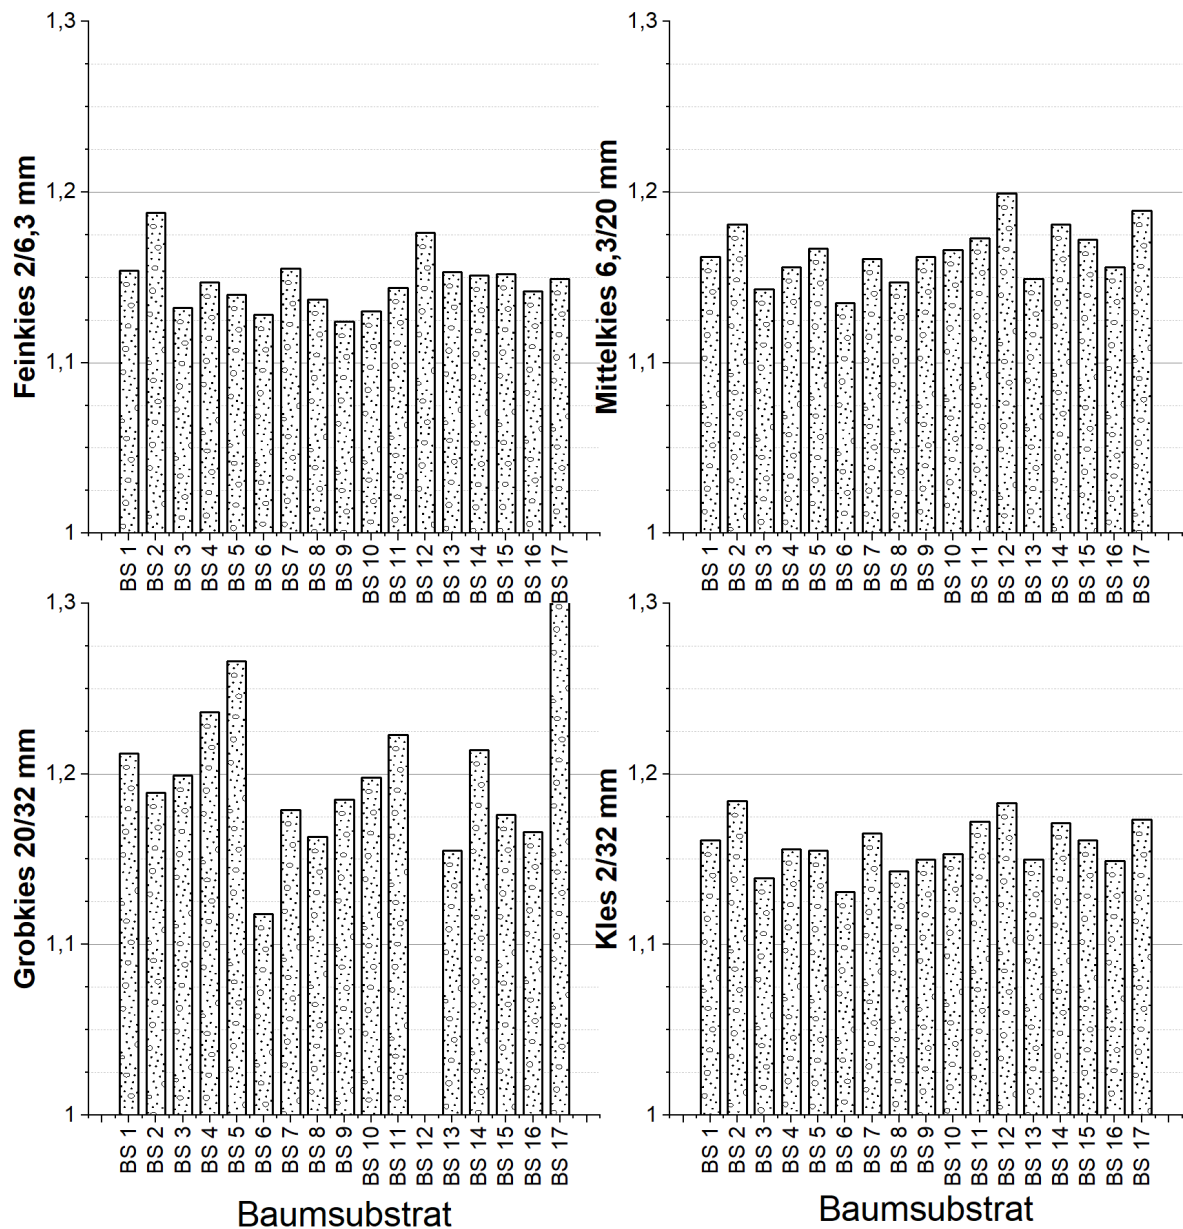 Feinkies 2/6,3 mm
1,3
1,2
1,1
1
BS 1
BS 2
BS 3
BS 4
BS 5
BS 6
BS 7
BS 8
BS 9
BS 10
BS 11
BS 12
BS 13
BS 14
BS 15
BS 16
BS 17
Mittelkies 6,3/20 mm
1,3
1,2
1,1
1
BS 1
BS 2
BS 3
BS 4
BS 5
BS 6
BS 7
BS 8
BS 9
BS 10
BS 11
BS 12
BS 13
BS 14
BS 15
BS 16
BS 17
Grobkies 20/32 mm
1,3
1,2
1,1
1
BS 1
BS 2
BS 3
BS 4
BS 5
BS 6
BS 7
BS 8
BS 9
BS 10
BS 11
BS 12
BS 13
BS 14
BS 15
BS 16
BS 17
Baumsubstrat
KIes 2/32 mm
1,3
1,2
1,1
1
BS 1
BS 2
BS 3
BS 4
BS 5
BS 6
BS 7
BS 8
BS 9
BS 10
BS 11
BS 12
BS 13
BS 14
BS 15
BS 16
BS 17
Baumsubstrat